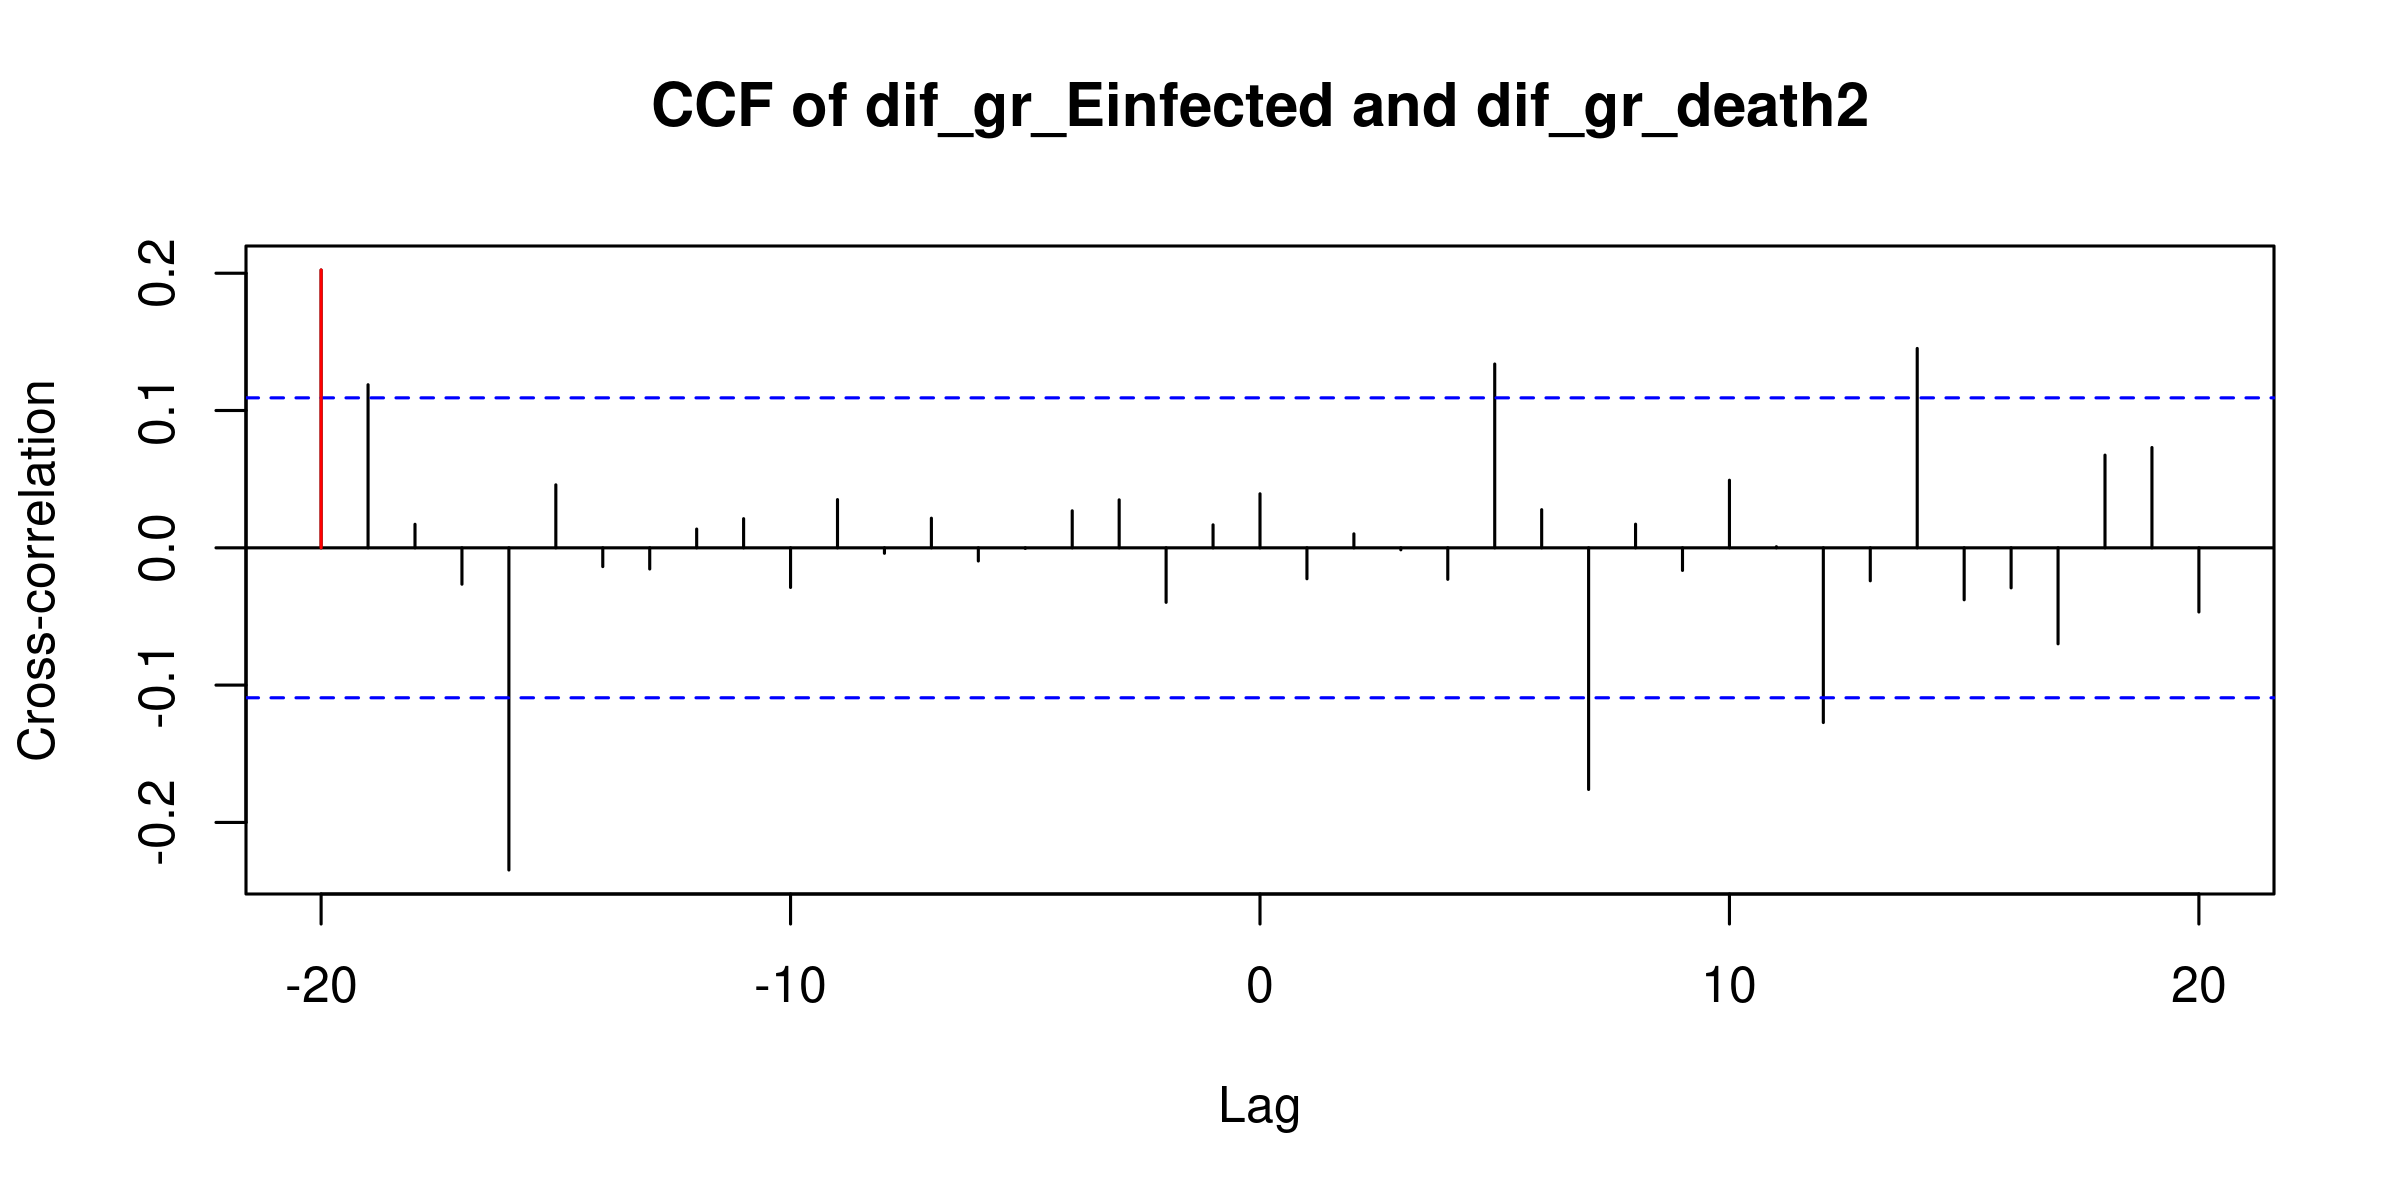 CCF of dif_gr_Einfected and dif_gr_death2
Cross-correlation
0.2
0.1
0.0
-0.1
-0.2
-20 -10 0 10 20
Lag